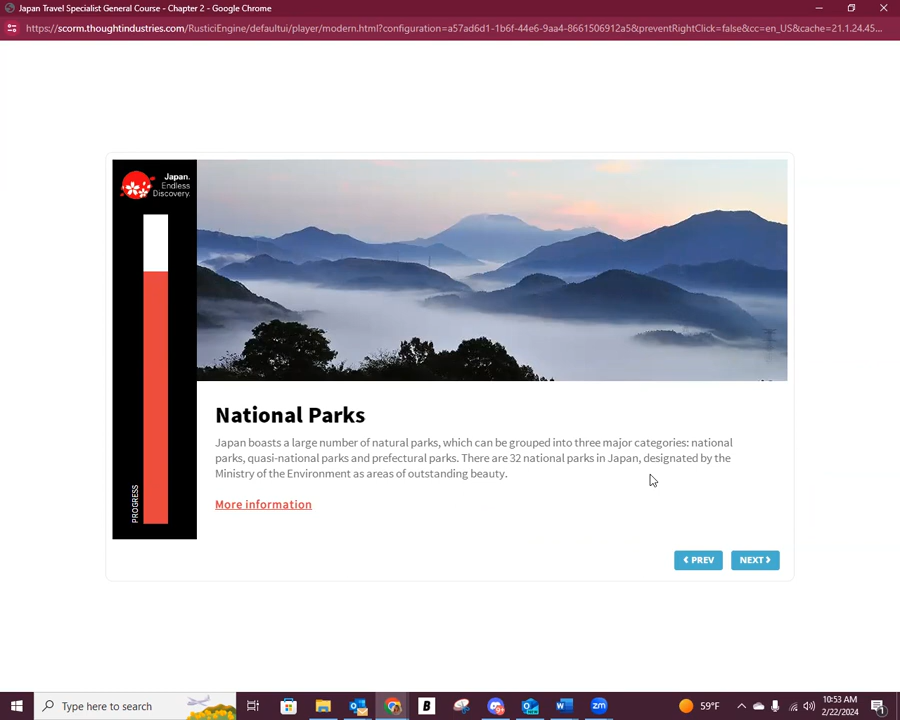 Japan Travel Specialist General Course - Chapter 2 - Google Chrome
https://scorm.thoughtindustries.com/RusticiEngine/defaultui/player/modern.html?configuration=a57ad6d1-1b6f-44e6-9aa4-8661506912a5&preventRightClick=false&cc=en_US&cache=21.1.24.45...
Japan.
Endless
Discovery.
PROGRESS
National Parks
Japan boasts a large number of natural parks, which can be grouped into three major categories: national
parks, quasi-national parks and prefectural parks. There are 32 national parks in Japan, designated by the
Ministry of the Environment as areas of outstanding beauty.
More information
PREV
NEXT
Type here to search
B
59°F
10:53 AM
2/22/2024